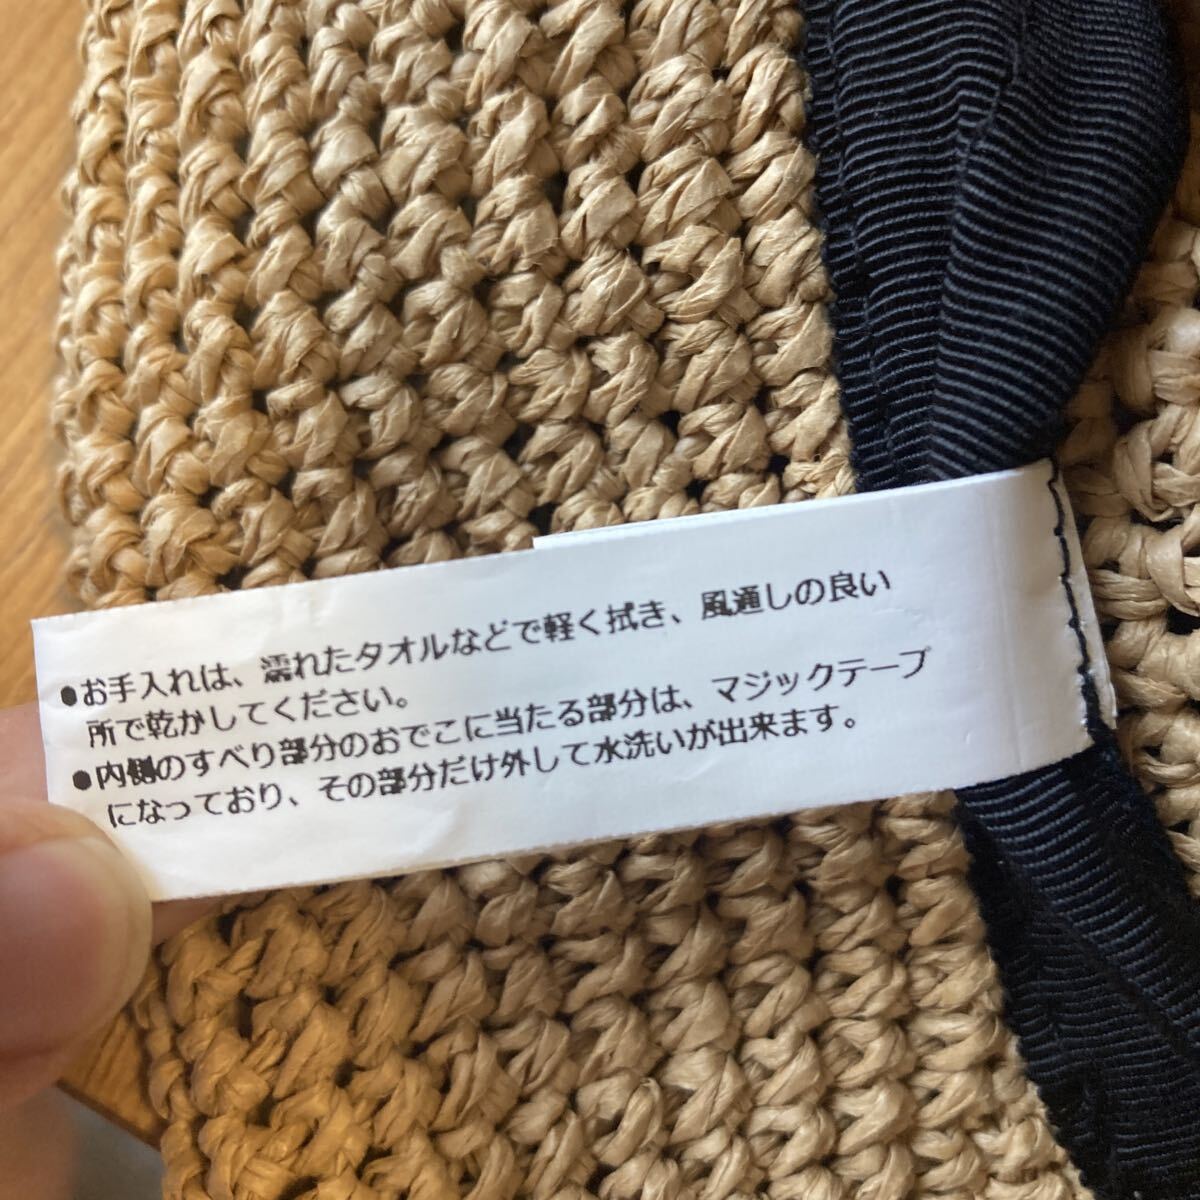 ●お手入れは、濡れたタオルなどで軽く拭き、風通しの良い
所で乾かしてください。
●内側のすべり部分のおでこに当たる部分は、マジックテープ
になっており、その部分だけ外して水洗いが出来ます。